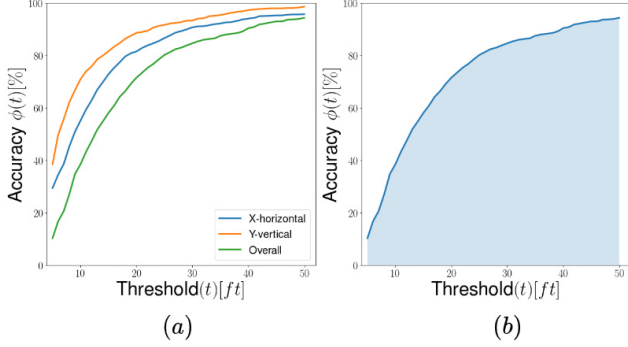 100
80
60
40
20
0
Accuracy ϕ(t)[%]
10 20 30 40 50
Threshold(t)[ft]
X-horizontal
Y-vertical
Overall
(a)
100
80
60
40
20
0
Accuracy ϕ(t)[%]
10 20 30 40 50
Threshold(t)[ft]
(b)